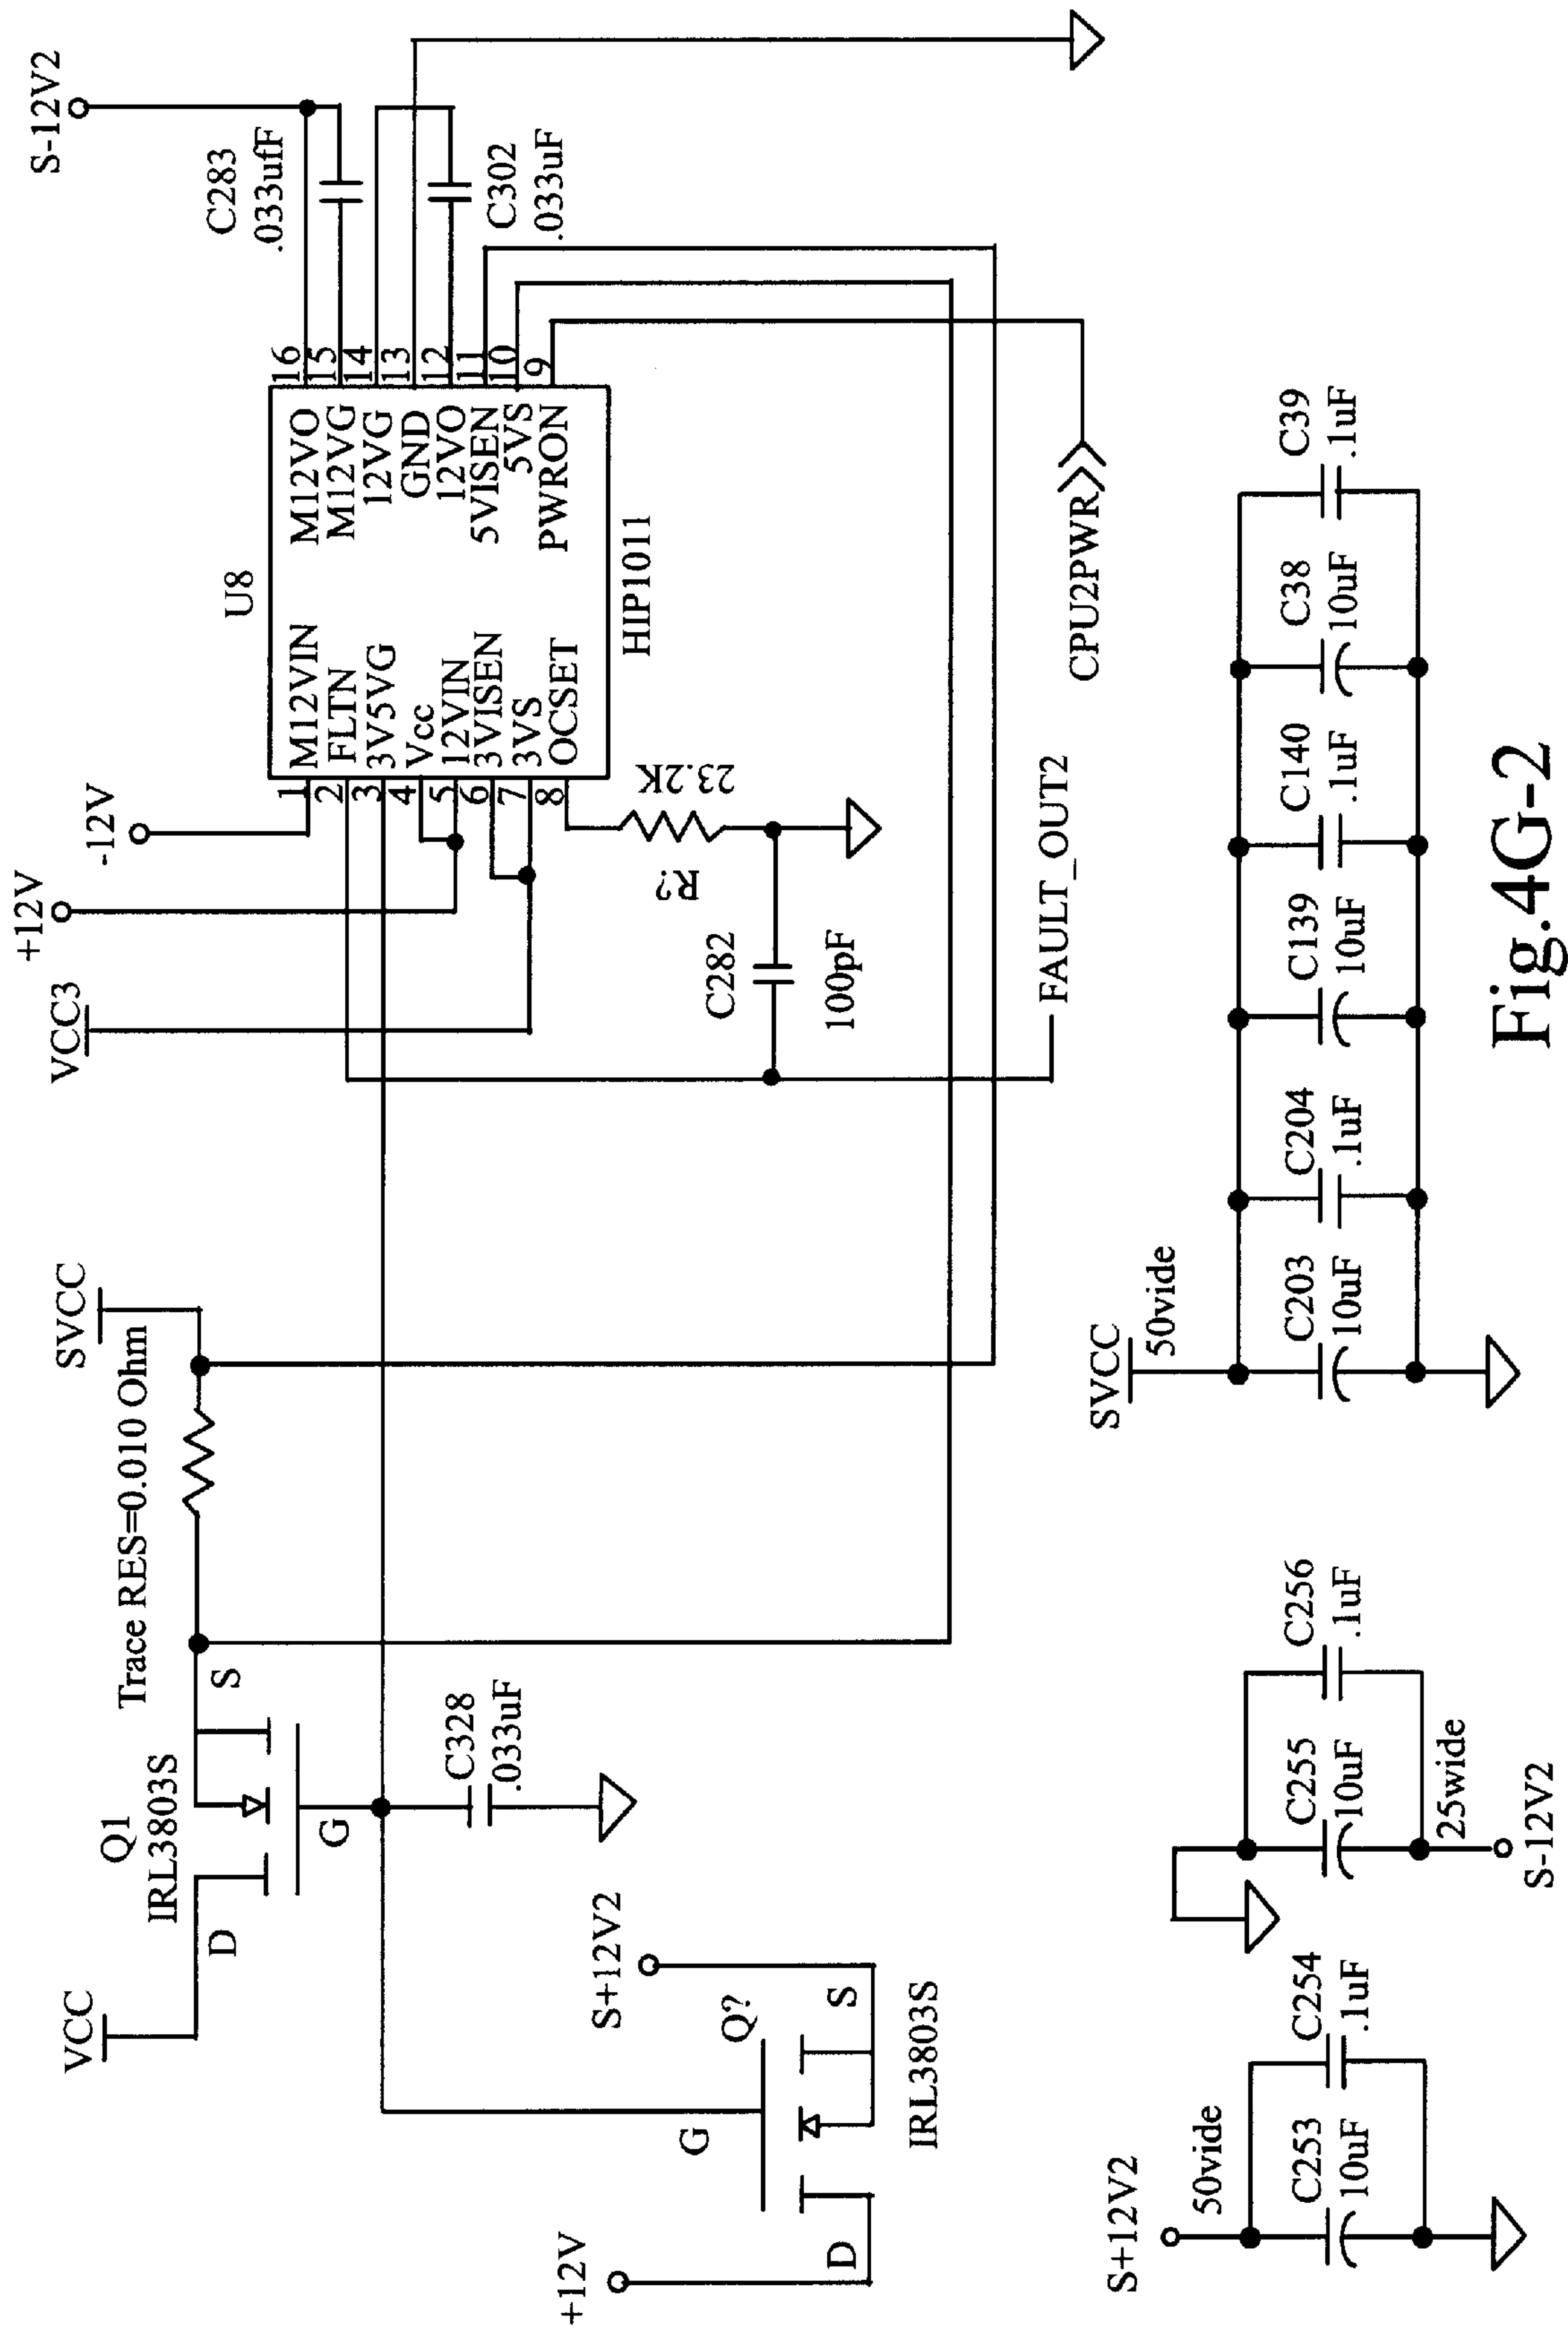 VCC
Q1
IRL3803S
D
S
G
Trace RES=0.010 Ohm
SVCC
C328
.033uF
+12V
S+12V2
Q?
G
D
S
IRL3803S
VCC3
+12V
-12V
U8
1 M12VIN
2 FLTN
3 3V5VG
4 Vcc
5 12VIN
6 3VISEN
7 3VS
8 OCSET
M12VO 16
M12VG 15
12VG 14
GND 13
12VO 12
5VISEN 11
5VS 10
PWRON 9
HIP1011
S-12V2
C283
.033ufF
C302
.033uF
R?
23.2K
C282
100pF
FAULT_OUT2
CPU2PWR
S+12V2
50vide
C253
10uF
C254
.1uF
C255
10uF
C256
.1uF
25wide
S-12V2
SVCC
50vide
C203
10uF
C204
.1uF
C139
10uF
C140
.1uF
C38
10uF
C39
.1uF
Fig.4G-2